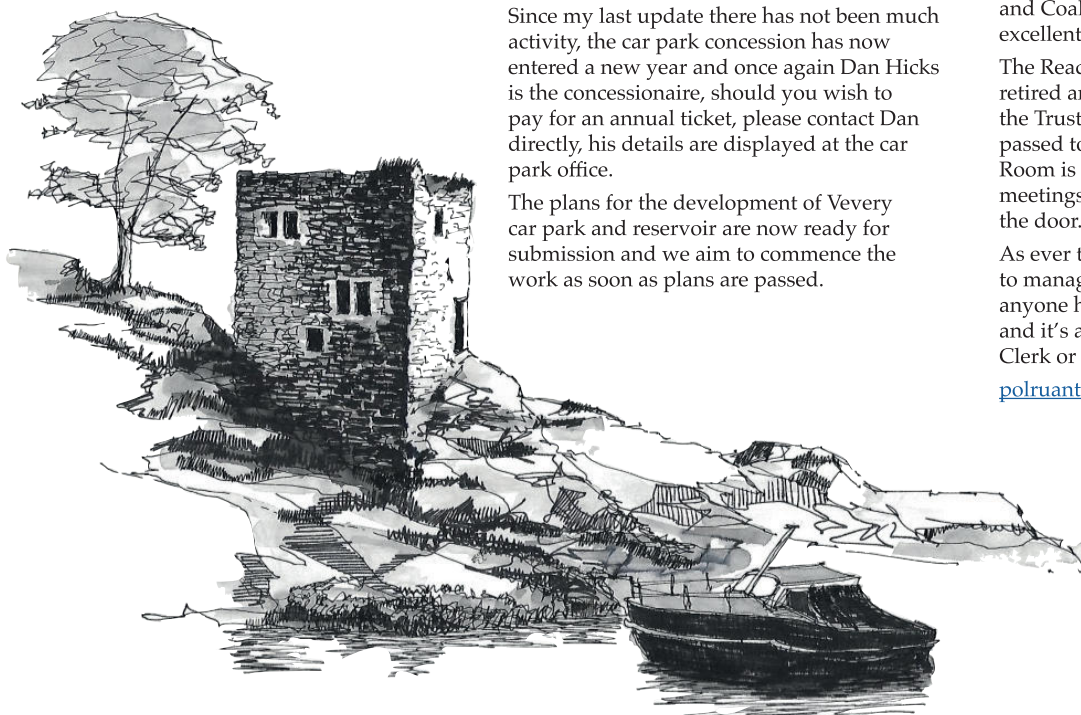 Since my last update there has not been much
activity, the car park concession has now
entered a new year and once again Dan Hicks
is the concessionaire, should you wish to
pay for an annual ticket, please contact Dan
directly, his details are displayed at the car
park office.
The plans for the development of Vevery
car park and reservoir are now ready for
submission and we aim to commence the
work as soon as plans are passed.
and Coal
excellent
The Read
retired an
the Trust
passed to
Room is
meetings
the door.
As ever t
to manag
anyone h
and it's a
Clerk or
polruant